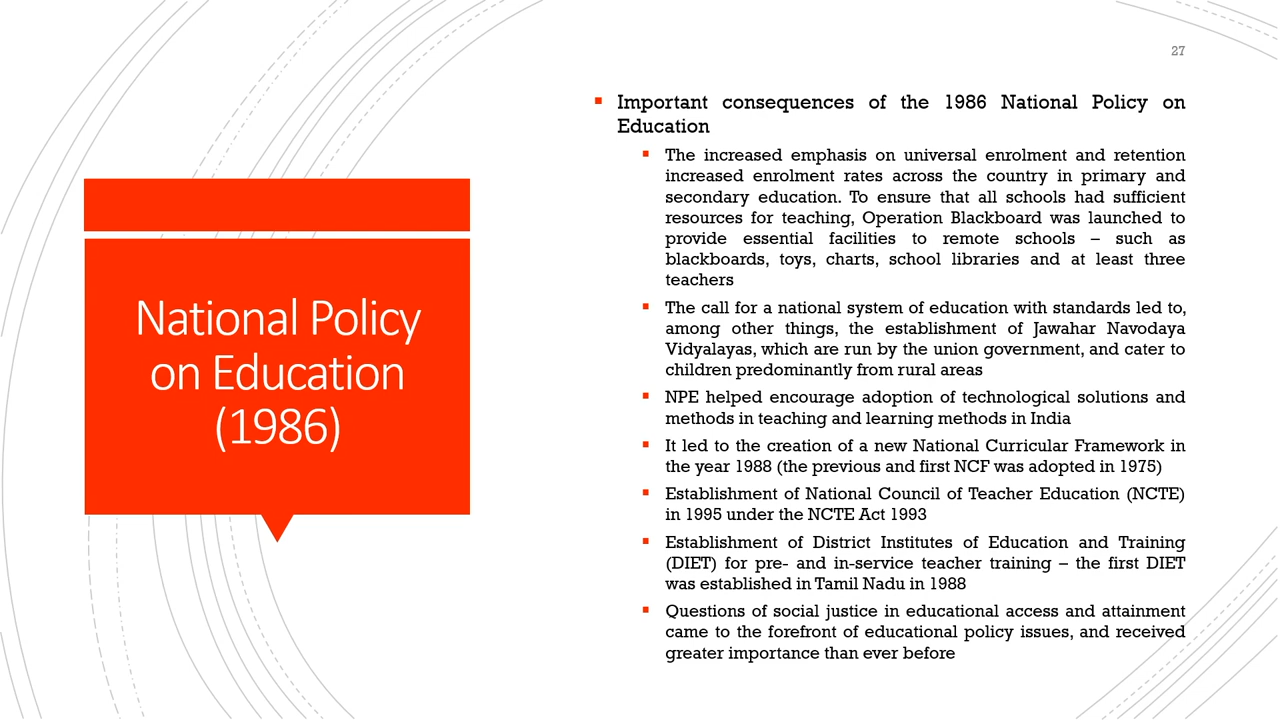 27
National Policy
on Education
(1986)
▪ Important consequences of the 1986 National Policy on
Education
▪ The increased emphasis on universal enrolment and retention
increased enrolment rates across the country in primary and
secondary education. To ensure that all schools had sufficient
resources for teaching, Operation Blackboard was launched to
provide essential facilities to remote schools – such as
blackboards, toys, charts, school libraries and at least three
teachers
▪ The call for a national system of education with standards led to,
among other things, the establishment of Jawahar Navodaya
Vidyalayas, which are run by the union government, and cater to
children predominantly from rural areas
▪ NPE helped encourage adoption of technological solutions and
methods in teaching and learning methods in India
▪ It led to the creation of a new National Curricular Framework in
the year 1988 (the previous and first NCF was adopted in 1975)
▪ Establishment of National Council of Teacher Education (NCTE)
in 1995 under the NCTE Act 1993
▪ Establishment of District Institutes of Education and Training
(DIET) for pre- and in-service teacher training – the first DIET
was established in Tamil Nadu in 1988
▪ Questions of social justice in educational access and attainment
came to the forefront of educational policy issues, and received
greater importance than ever before